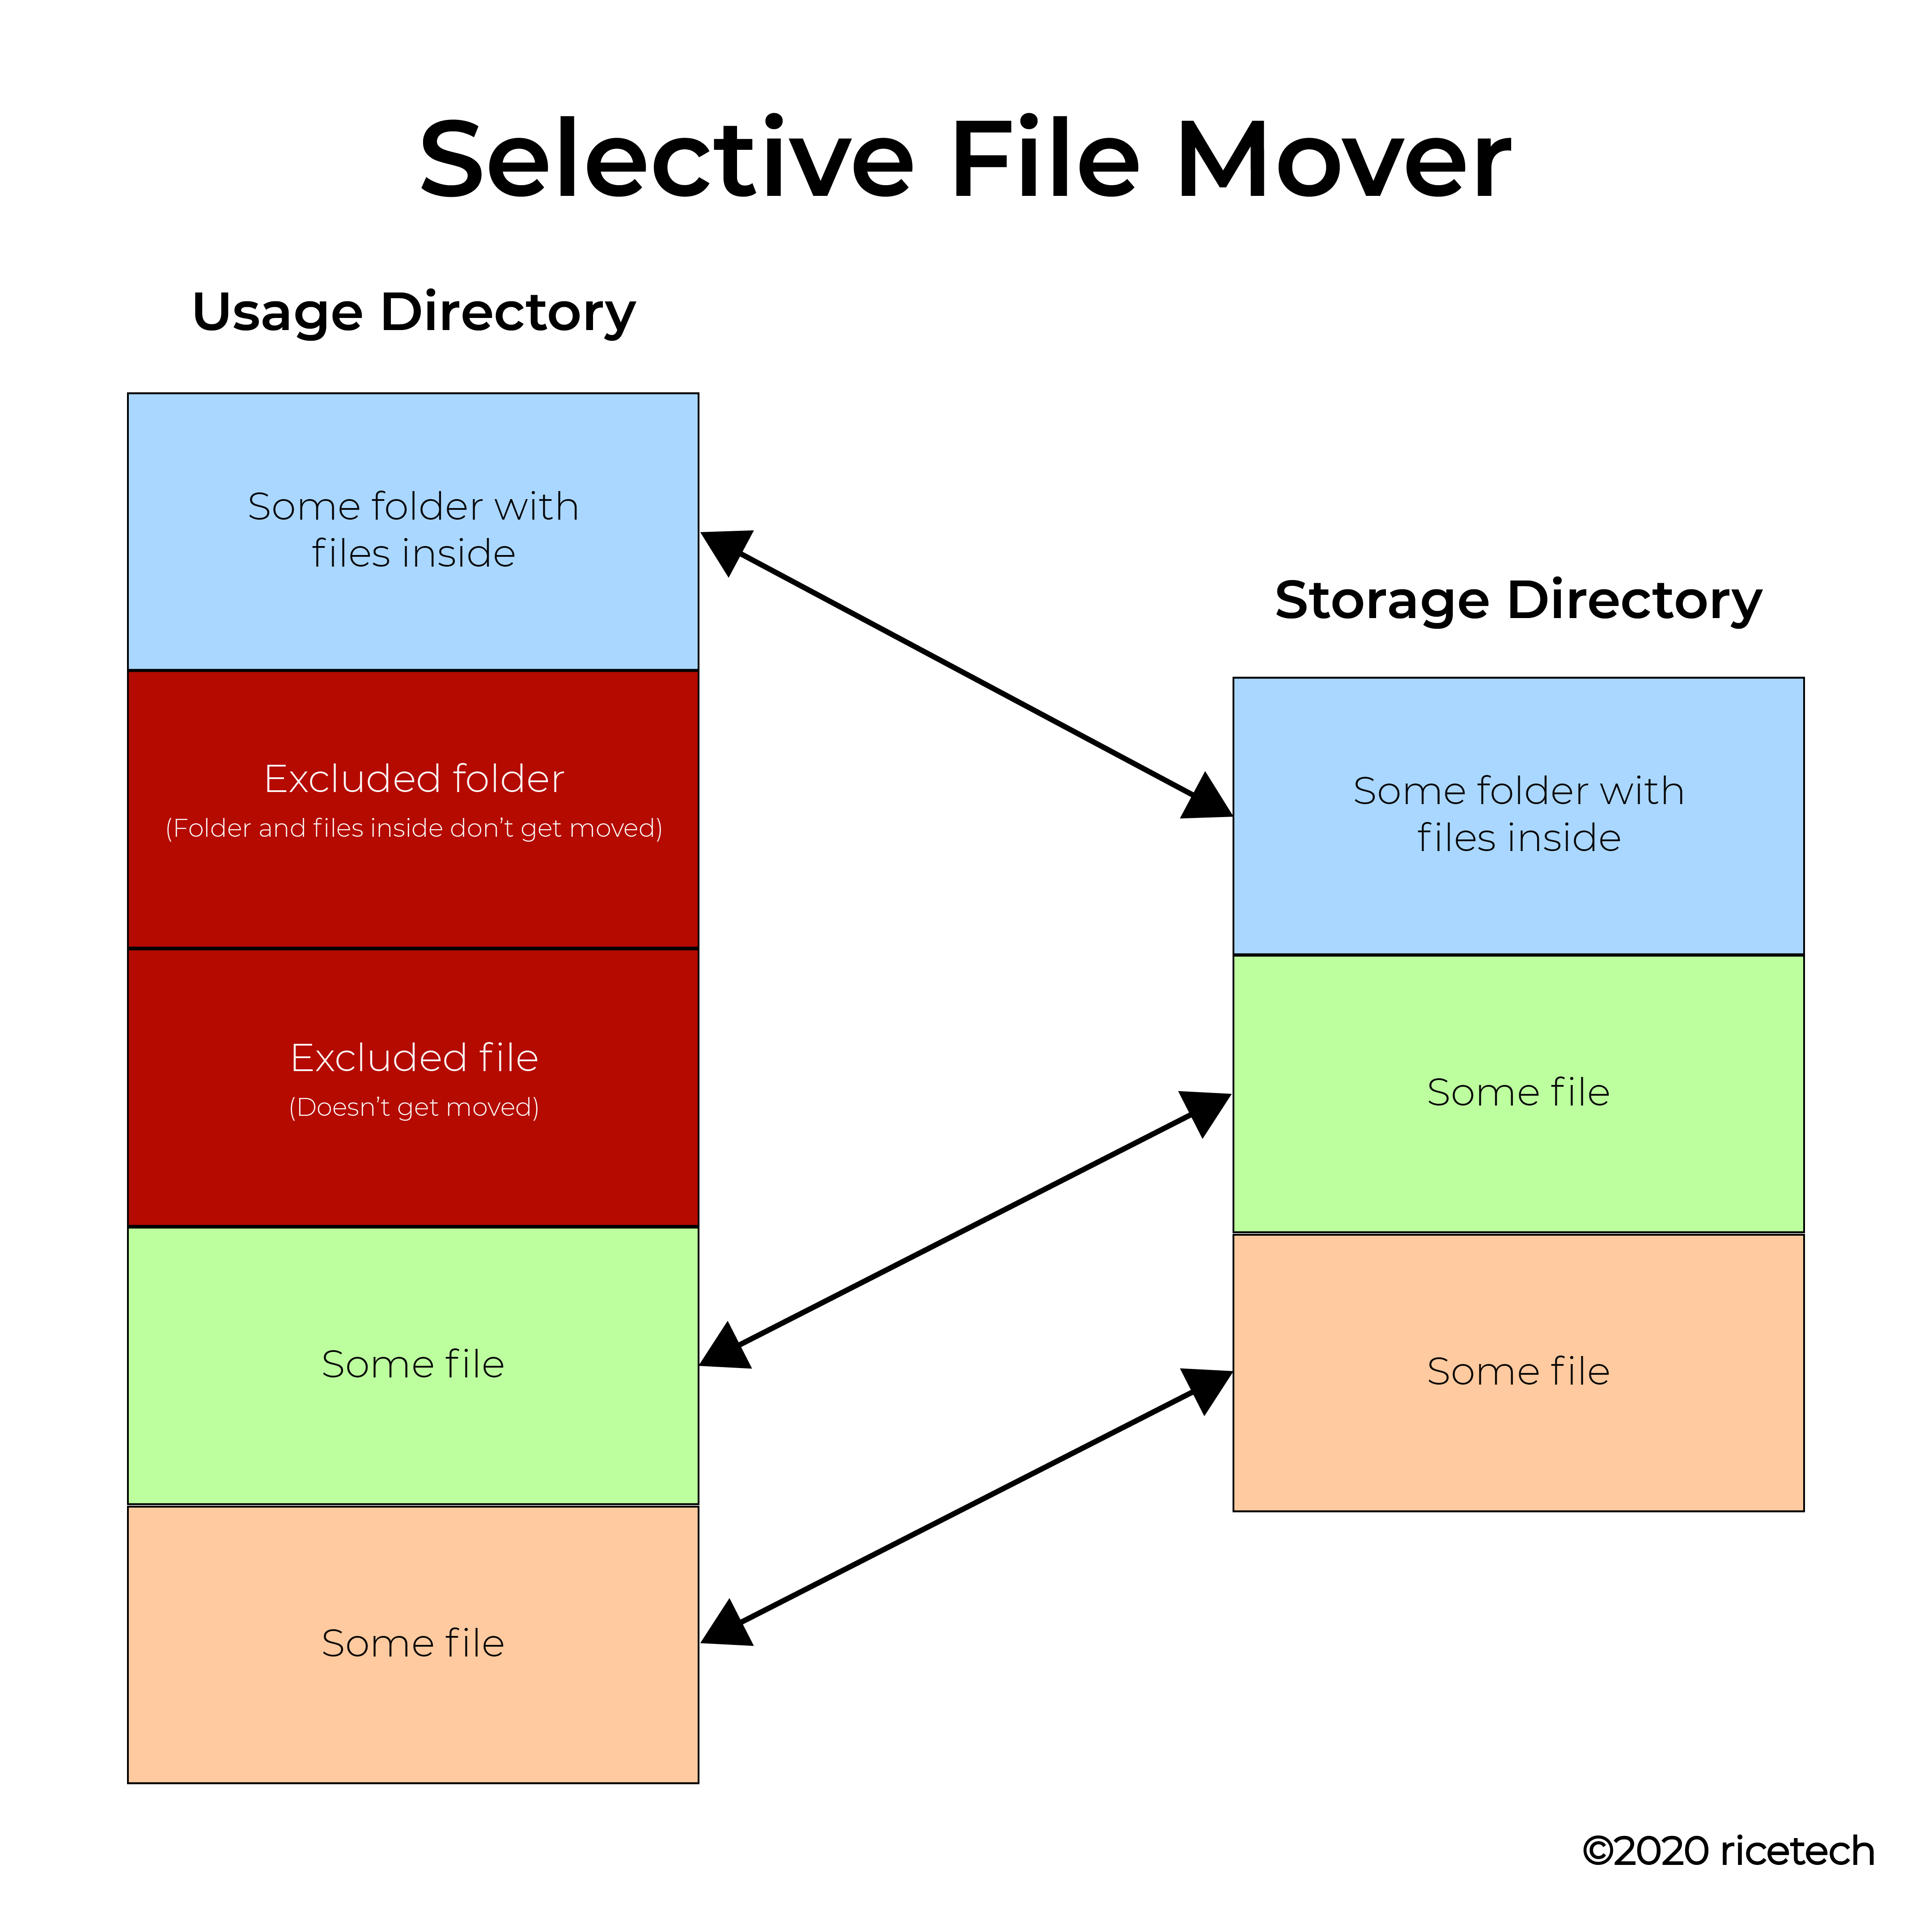 Selective File Mover
Usage Directory
Some folder with
files inside
Excluded folder
(Folder and files inside don’t get moved)
Excluded file
(Doesn’t get moved)
Some file
Some file
Storage Directory
Some folder with
files inside
Some file
Some file
©2020 ricetech